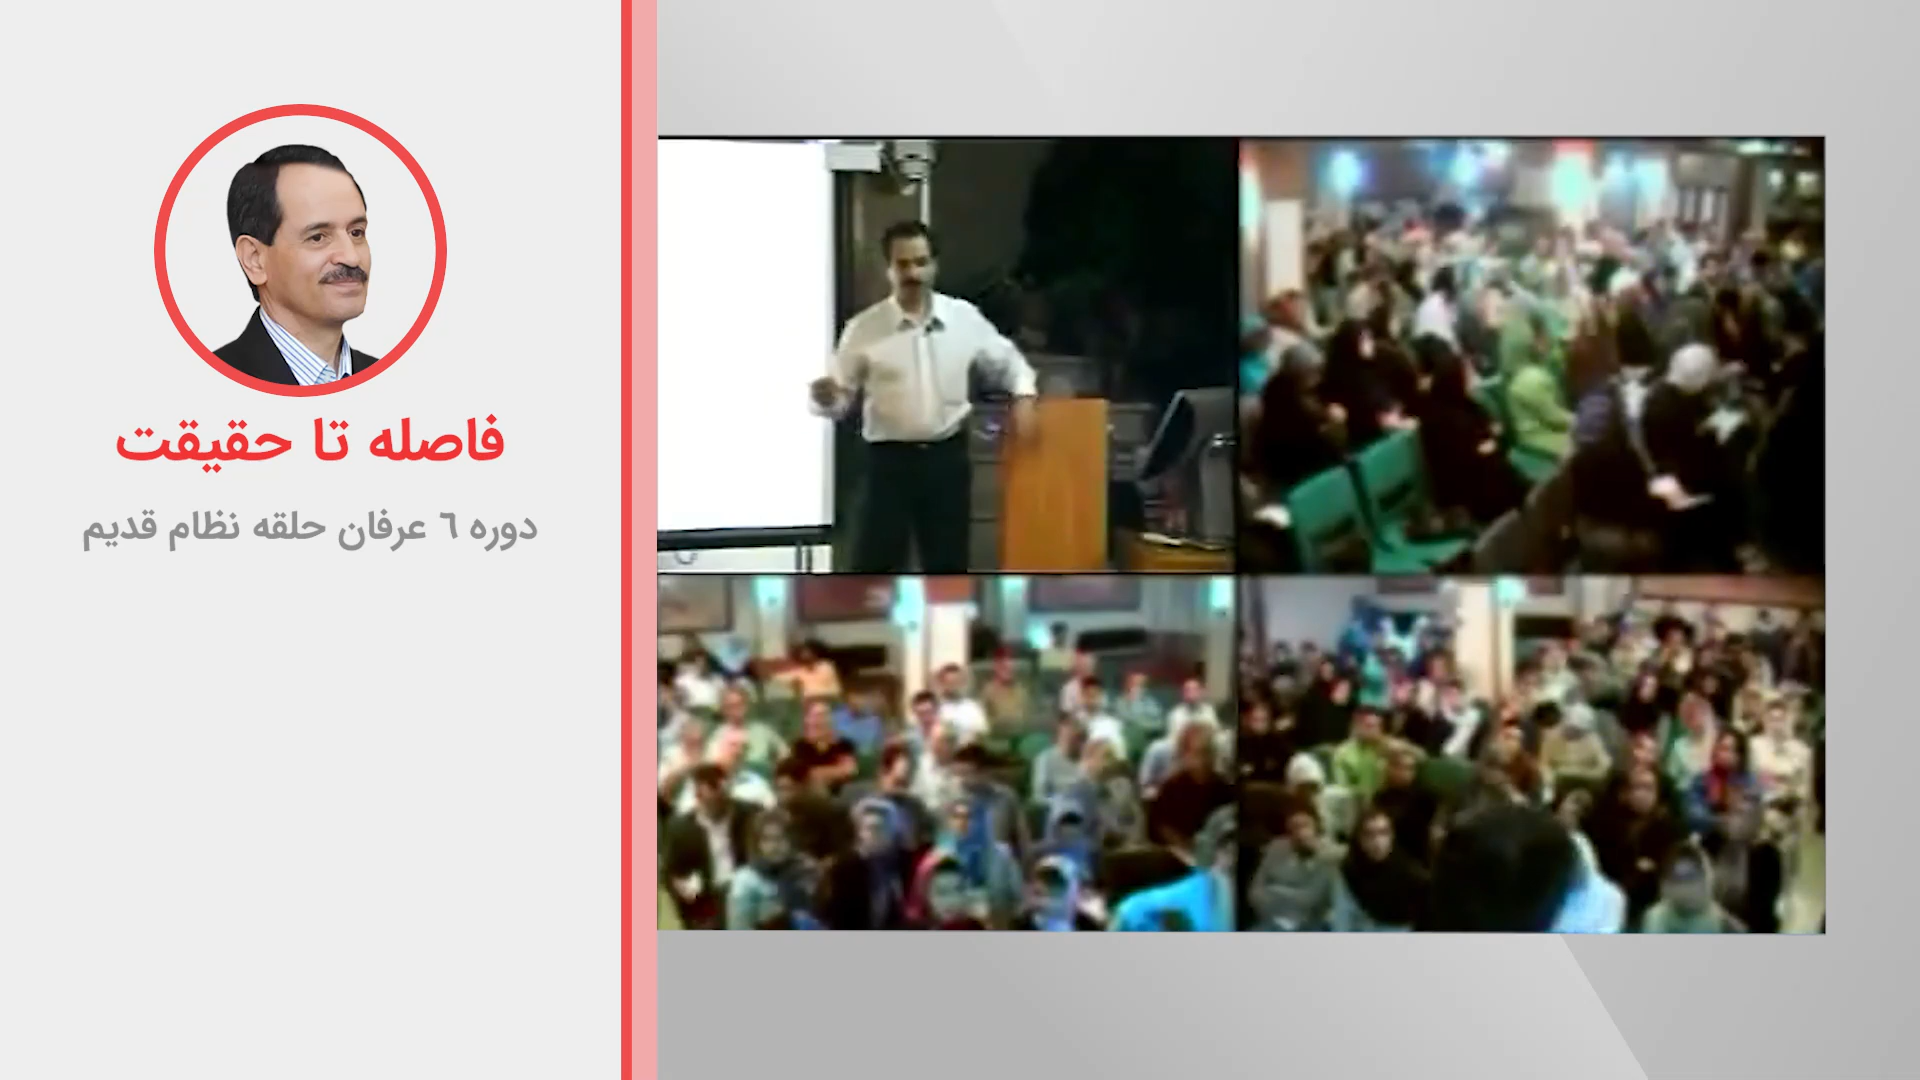 فاصله تا حقیقت
دوره ٦ عرفان حلقه نظام قدیم